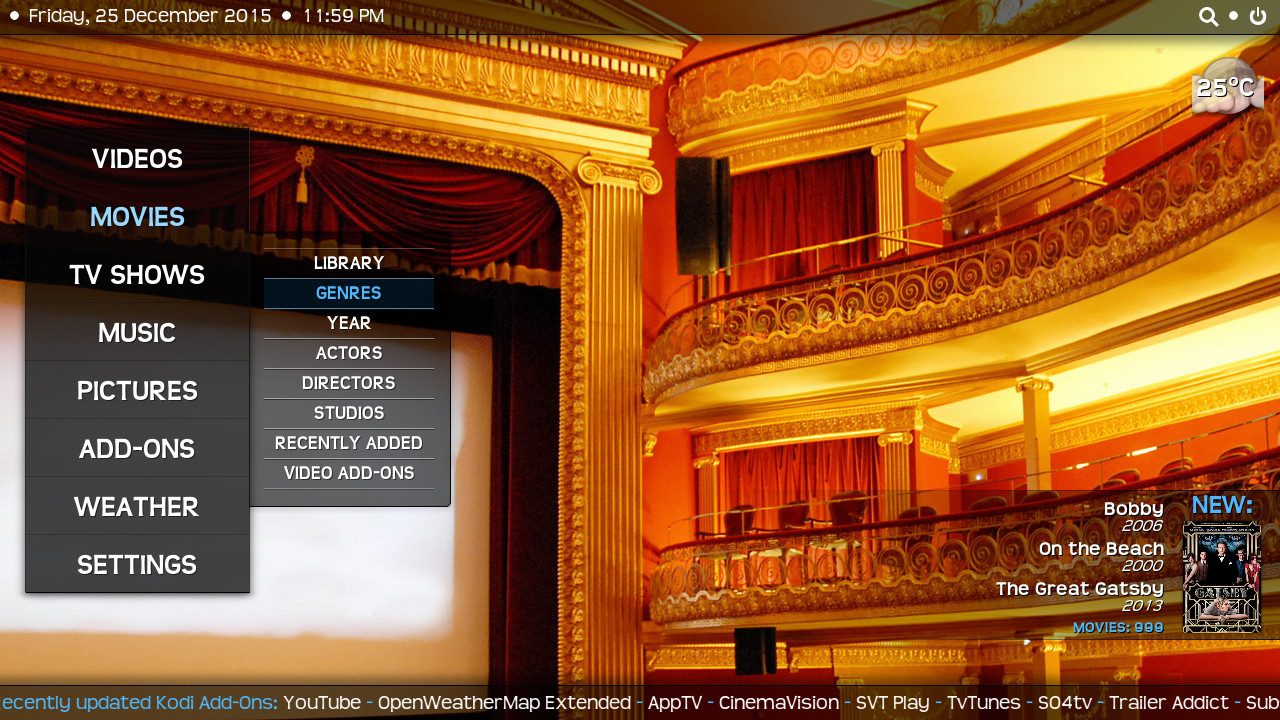 Friday, 25 December 2015 11:59 PM
25°C
VIDEOS
MOVIES
TV SHOWS
MUSIC
PICTURES
ADD-ONS
WEATHER
SETTINGS
LIBRARY
GENRES
YEAR
ACTORS
DIRECTORS
STUDIOS
RECENTLY ADDED
VIDEO ADD-ONS
NEW:
Bobby
2006
On the Beach
2000
The Great Gatsby
2013
MOVIES: 999
GATSBY
ecently updated Kodi Add-Ons: YouTube - OpenWeatherMap Extended - AppTV - CinemaVision - SVT Play - TvTunes - SO4tv - Trailer Addict - Sub